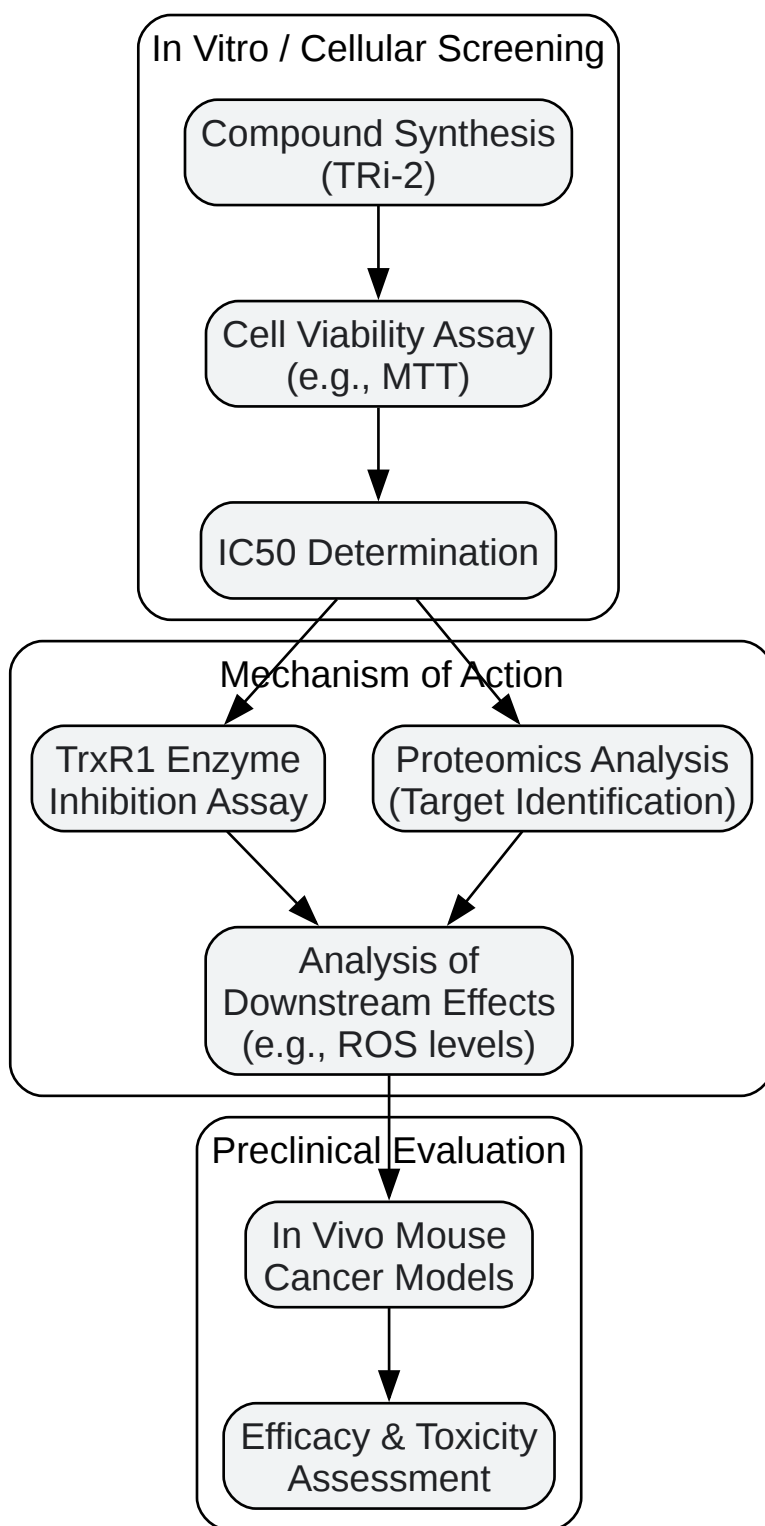 In Vitro / Cellular Screening
Compound Synthesis
(TRi-2)
Cell Viability Assay
(e.g., MTT)
IC50 Determination
Mechanism of Action
TrxR1 Enzyme
Inhibition Assay
Proteomics Analysis
(Target Identification)
Analysis of
Downstream Effects
(e.g., ROS levels)
Preclinical Evaluation
In Vivo Mouse
Cancer Models
Efficacy & Toxicity
Assessment